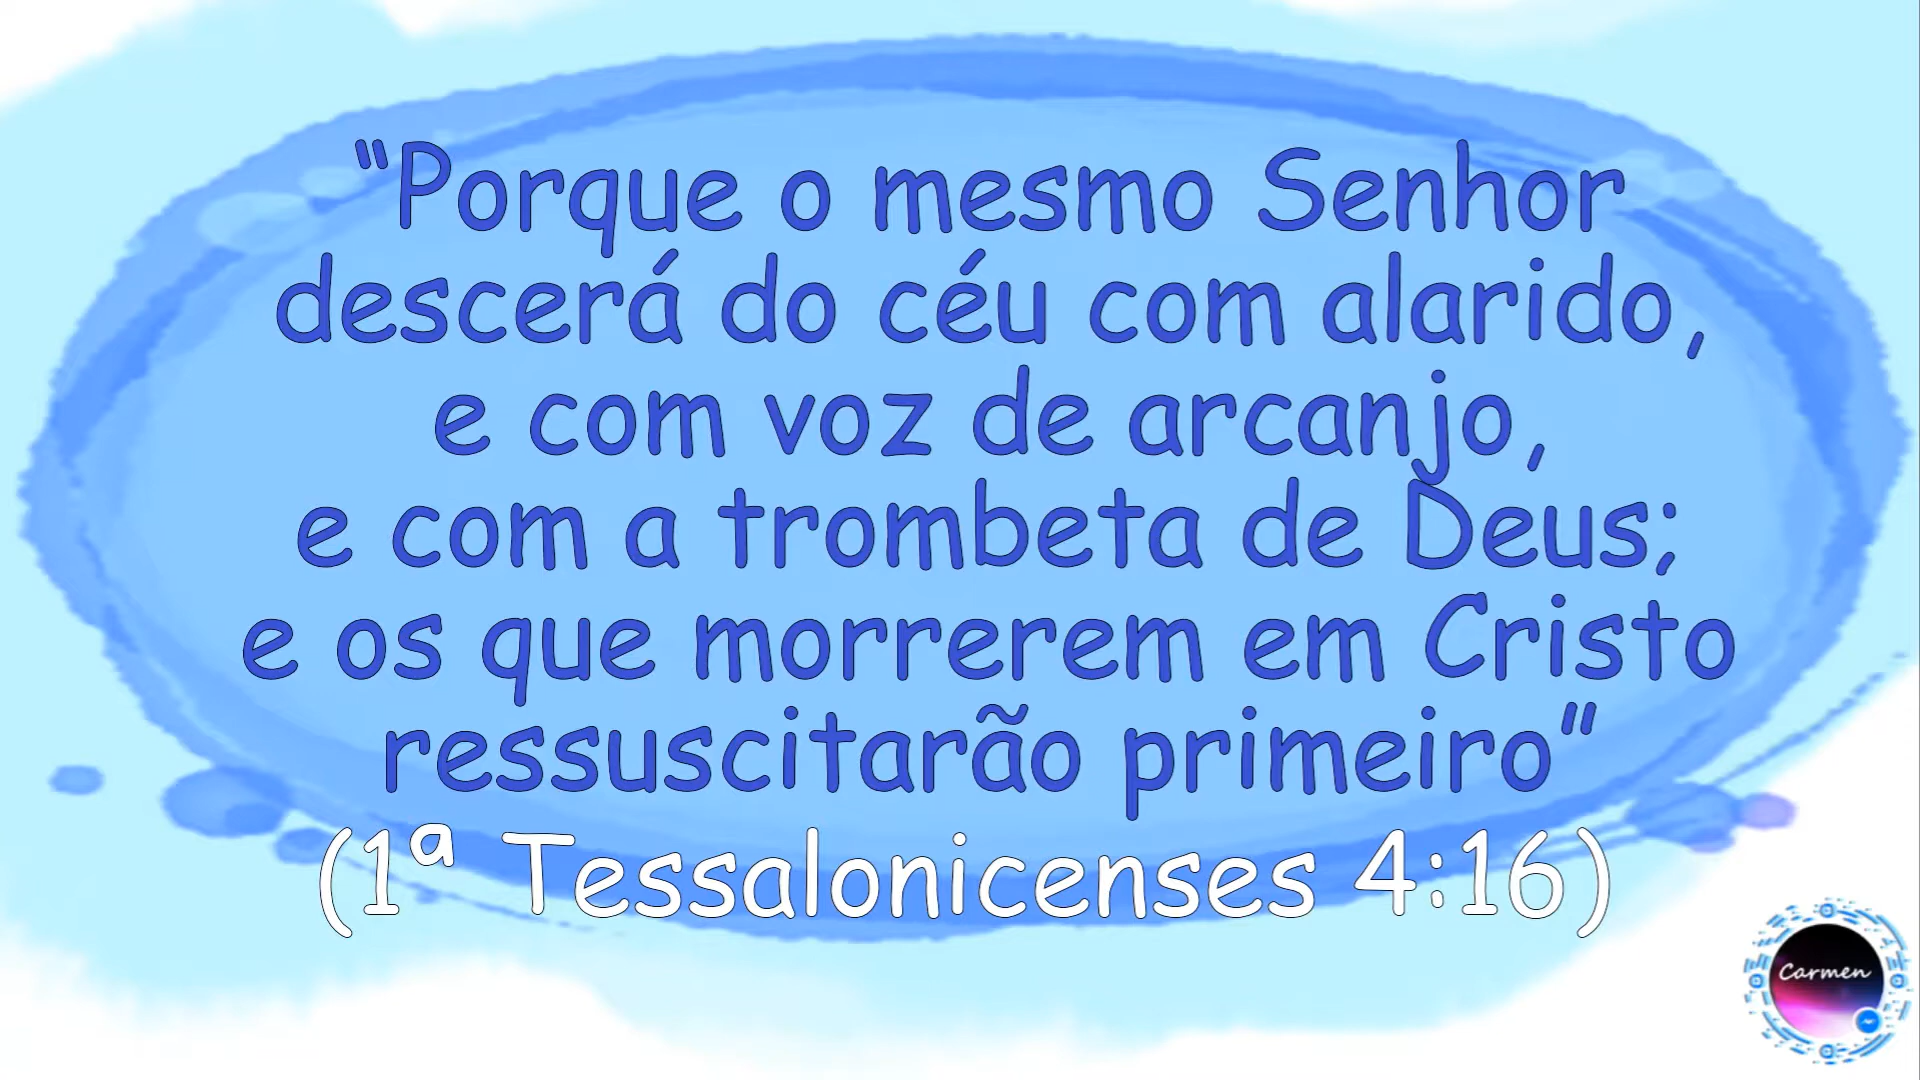 “Porque o mesmo Senhor
descerá do céu com alarido,
e com voz de arcanjo,
e com a trombeta de Deus;
e os que morrerem em Cristo
ressuscitarão primeiro”
(1ª Tessalonicenses 4:16)
Carmen